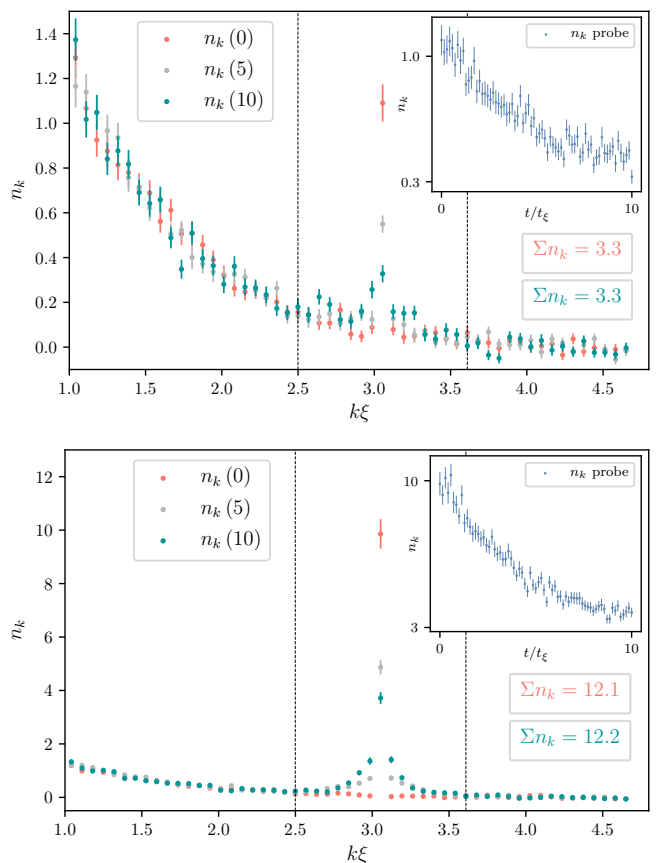 1.4
1.2
1.0
0.8
0.6
0.4
0.2
0.0
n_k
n_k (0)
n_k (5)
n_k (10)
1.0
0.3
n_k
n_k probe
0
10
t/t_ξ
Σn_k = 3.3
Σn_k = 3.3
1.0
1.5
2.0
2.5
3.0
3.5
4.0
4.5
kξ
12
10
8
6
4
2
0
n_k
n_k (0)
n_k (5)
n_k (10)
10
3
n_k
n_k probe
0
10
t/t_ξ
Σn_k = 12.1
Σn_k = 12.2
1.0
1.5
2.0
2.5
3.0
3.5
4.0
4.5
kξ